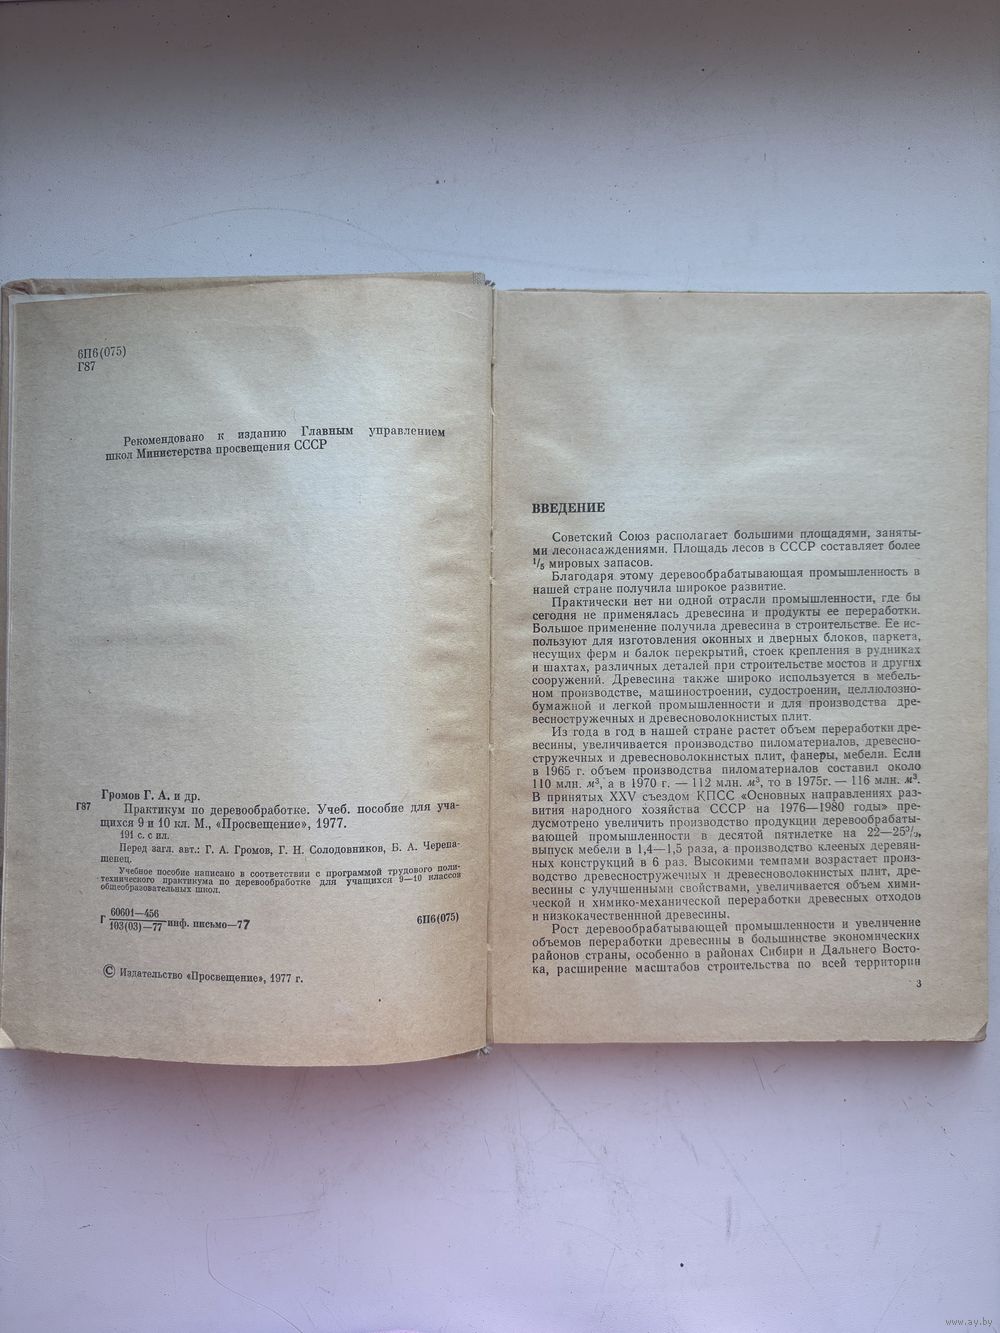 6П6(075)
Г87
Рекомендовано к изданию Главным управлением
школ Министерства просвещения СССР
Громов Г. А. и др.
Г87
Практикум по деревообработке. Учеб. пособие для уча-
щихся 9 и 10 кл. М., «Просвещение», 1977.
191 с. с ил.
Перед загл. авт.: Г. А. Громов, Г. Н. Солодовников, Б. А. Черепа-
шенец.
Учебное пособие написано в соответствии с программой трудового поли-
технического практикума по деревообработке для учащихся 9—10 классов
общеобразовательных школ.
60601—456
Г 103(03)—77 инф. письмо—77 6П6(075)
© Издательство «Просвещение», 1977 г.
ВВЕДЕНИЕ
Советский Союз располагает большими площадями, заняты-
ми лесонасаждениями. Площадь лесов в СССР составляет более
1/5 мировых запасов.
Благодаря этому деревообрабатывающая промышленность в
нашей стране получила широкое развитие.
Практически нет ни одной отрасли промышленности, где бы
сегодня не применялась древесина и продукты ее переработки.
Большое применение получила древесина в строительстве. Ее ис-
пользуют для изготовления оконных и дверных блоков, паркета,
несущих ферм и балок перекрытий, стоек крепления в рудниках
и шахтах, различных деталей при строительстве мостов и других
сооружений. Древесина также широко используется в мебель-
ном производстве, машиностроении, судостроении, целлюлозно-
бумажной и легкой промышленности и для производства дре-
весностружечных и древесноволокнистых плит.
Из года в год в нашей стране растет объем переработки дре-
весины, увеличивается производство пиломатериалов, древесно-
стружечных и древесноволокнистых плит, фанеры, мебели. Если
в 1965 г. объем производства пиломатериалов составил около
110 млн. м³, а в 1970 г. — 112 млн. м³, то в 1975г. — 116 млн. м³.
В принятых XXV съездом КПСС «Основных направлениях раз-
вития народного хозяйства СССР на 1976—1980 годы» пре-
дусмотрено увеличить производство продукции деревообрабаты-
вающей промышленности в десятой пятилетке на 22—25%,
выпуск мебели в 1,4—1,5 раза, а производство клееных деревян-
ных конструкций в 6 раз. Высокими темпами возрастает произ-
водство древесностружечных и древесноволокнистых плит, дре-
весины с улучшенными свойствами, увеличивается объем хими-
ческой и химико-механической переработки древесных отходов
и низкокачественнной древесины.
Рост деревообрабатывающей промышленности и увеличение
объемов переработки древесины в большинстве экономических
районов страны, особенно в районах Сибири и Дальнего Восто-
ка, расширение масштабов строительства по всей территории
3
www.ay.by